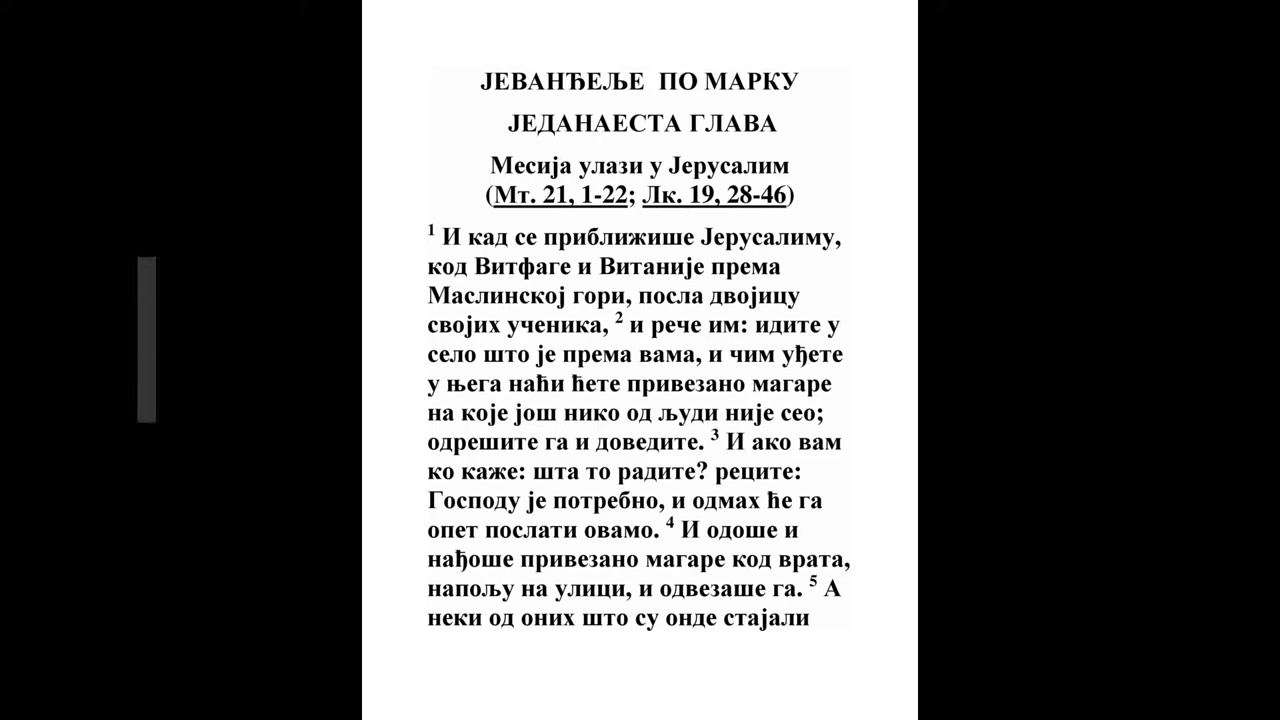 ЈЕВАНЂЕЉЕ ПО МАРКУ
ЈЕДАНАЕСТА ГЛАВА
Месија улази у Јерусалим
(Мт. 21, 1-22; Лк. 19, 28-46)
1 И кад се приближише Јерусалиму,
код Витфаге и Витаније према
Маслинској гори, посла двојицу
својих ученика, 2 и рече им: идите у
село што је према вама, и чим уђете
у њега наћи ћете привезано магаре
на које још нико од људи није сео;
одрешите га и доведите. 3 И ако вам
ко каже: шта то радите? реците:
Господу је потребно, и одмах ће га
опет послати овамо. 4 И одоше и
нађоше привезано магаре код врата,
напољу на улици, и одвезаше га. 5 А
неки од оних што су онде стајали